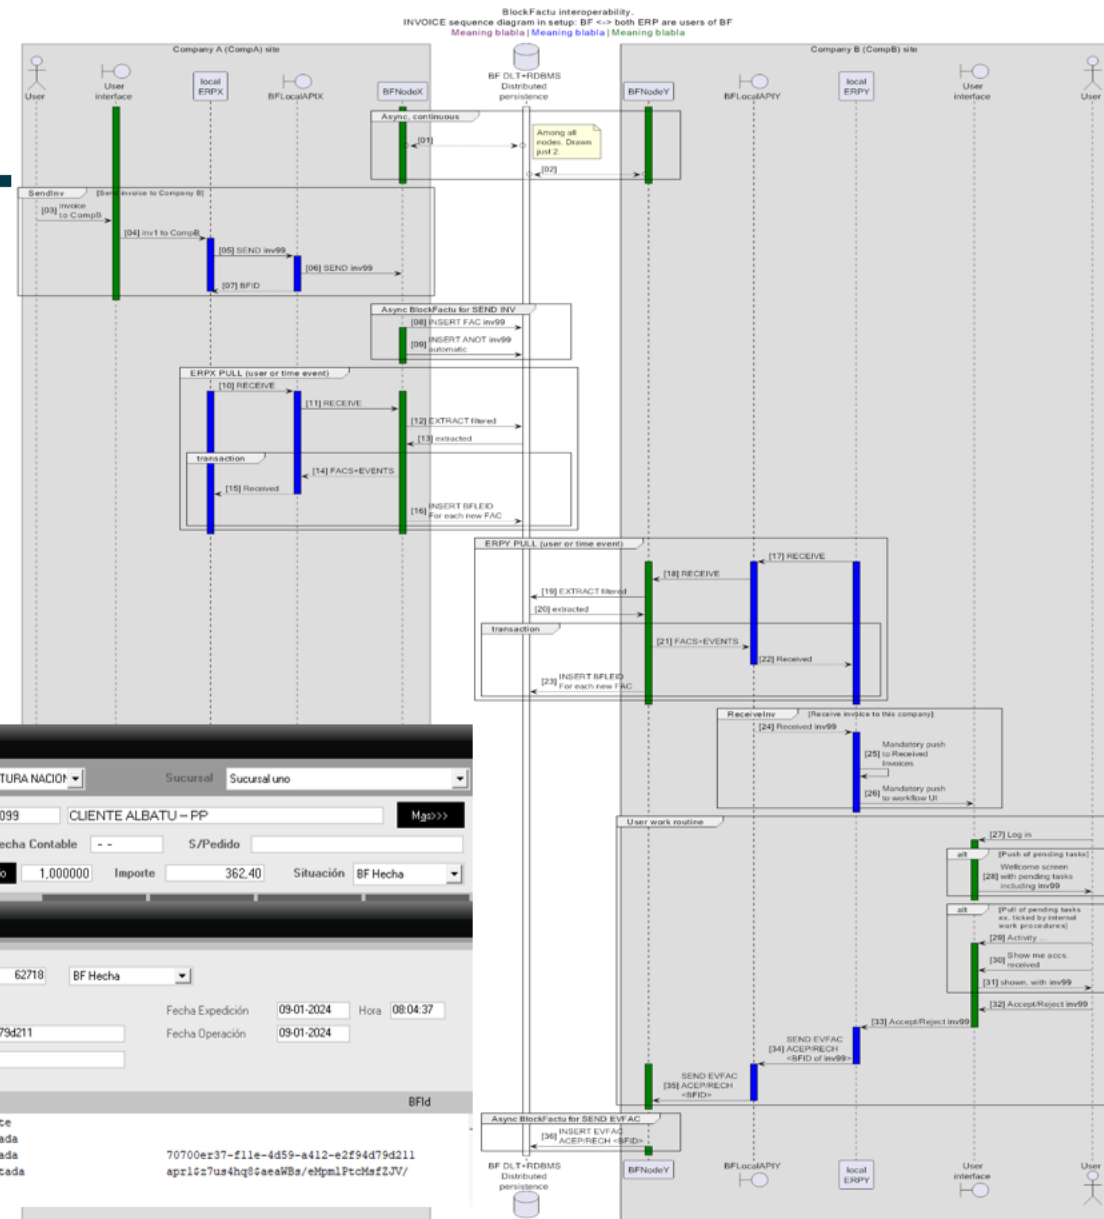 BlockFactu interoperability.
INVOICE sequence diagram in setup: BF <-> both ERP are users of BF
Meaning blabla | Meaning blabla | Meaning blabla
Company A (CompA) site
Company B (CompB) site
User
User
interface
local
ERPX
BFLocalAPIX
BFNodeX
BF DLT+RDBMS
Distributed
persistence
BFNodeY
BFLocalAPIY
local
ERPY
User
interface
User
Async, continuous
[01]
Among all
nodes. Drawn
just 2.
[02]
SendInv
[Send invoice to Company B]
[03] invoice
to CompB
[04] inv1 to CompB
[05] SEND inv99
[06] SEND inv99
[07] BFID
Async BlockFactu for SEND INV
[08] INSERT FAC inv99
[09] INSERT ANOT inv99
automatic
ERPX PULL (user or time event)
[10] RECEIVE
[11] RECEIVE
[12] EXTRACT filtered
[13] extracted
transaction
[14] FACS+EVENTS
[15] Received
[16] INSERT BFLEID
For each new FAC
ERPY PULL (user or time event)
[17] RECEIVE
[18] RECEIVE
[19] EXTRACT filtered
[20] extracted
transaction
[21] FACS+EVENTS
[22] Received
[23] INSERT BFLEID
For each new FAC
ReceiveInv
[Receive invoice to this company]
[24] Received inv99
[25] Mandatory push
to Received
Invoices
[26] Mandatory push
to workflow UI
User work routine
[27] Log in
alt
[Push of pending tasks]
[28] Wellcome screen
with pending tasks
including inv99
alt
[Pull of pending tasks
ex. ticked by internal
work procedures]
[29] Activity ...
[30] Show me accs.
received
[31] shown, with inv99
[32] Accept/Reject inv99
[33] Accept/Reject inv99
[34] SEND EVFAC
ACEP/RECH
<BFID of inv99>
[35] SEND EVFAC
ACEP/RECH
<BFID>
Async BlockFactu for SEND EVFAC
[36] INSERT EVFAC
ACEP/RECH <BFID>
BF DLT+RDBMS
Distributed
persistence
BFNodeY
BFLocalAPIY
local
ERPY
User
interface
User
TURA NACION
Sucursal
Sucursal uno
099
CLIENTE ALBATU – PP
Mas>>>
echa Contable
- -
S/Pedido
o
1,000000
Importe
362,40
Situación
BF Hecha
62718
BF Hecha
Fecha Expedición
09-01-2024
Hora
08:04:37
79d211
Fecha Operación
09-01-2024
BFId
te
ada
ada
70700er37-f11e-4d59-a412-e2f94d79d211
tada
apr1$z7us4hq8$aeaWBs/eMpmlPtcMsfZJV/